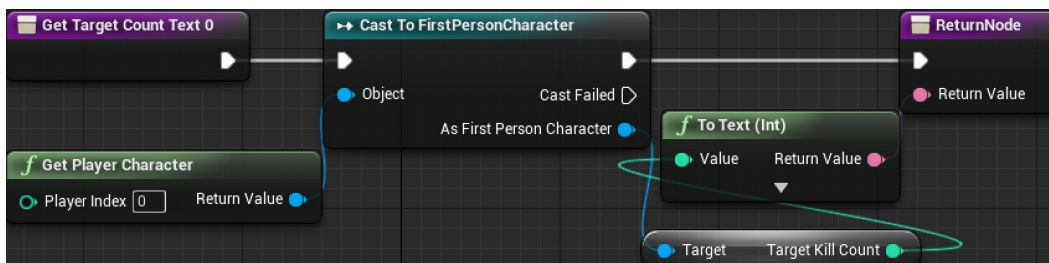 Get Target Count Text 0
Cast To FirstPersonCharacter
ReturnNode
Object
Cast Failed
Return Value
As First Person Character
f To Text (Int)
Value
Return Value
f Get Player Character
Player Index 0
Return Value
Target
Target Kill Count